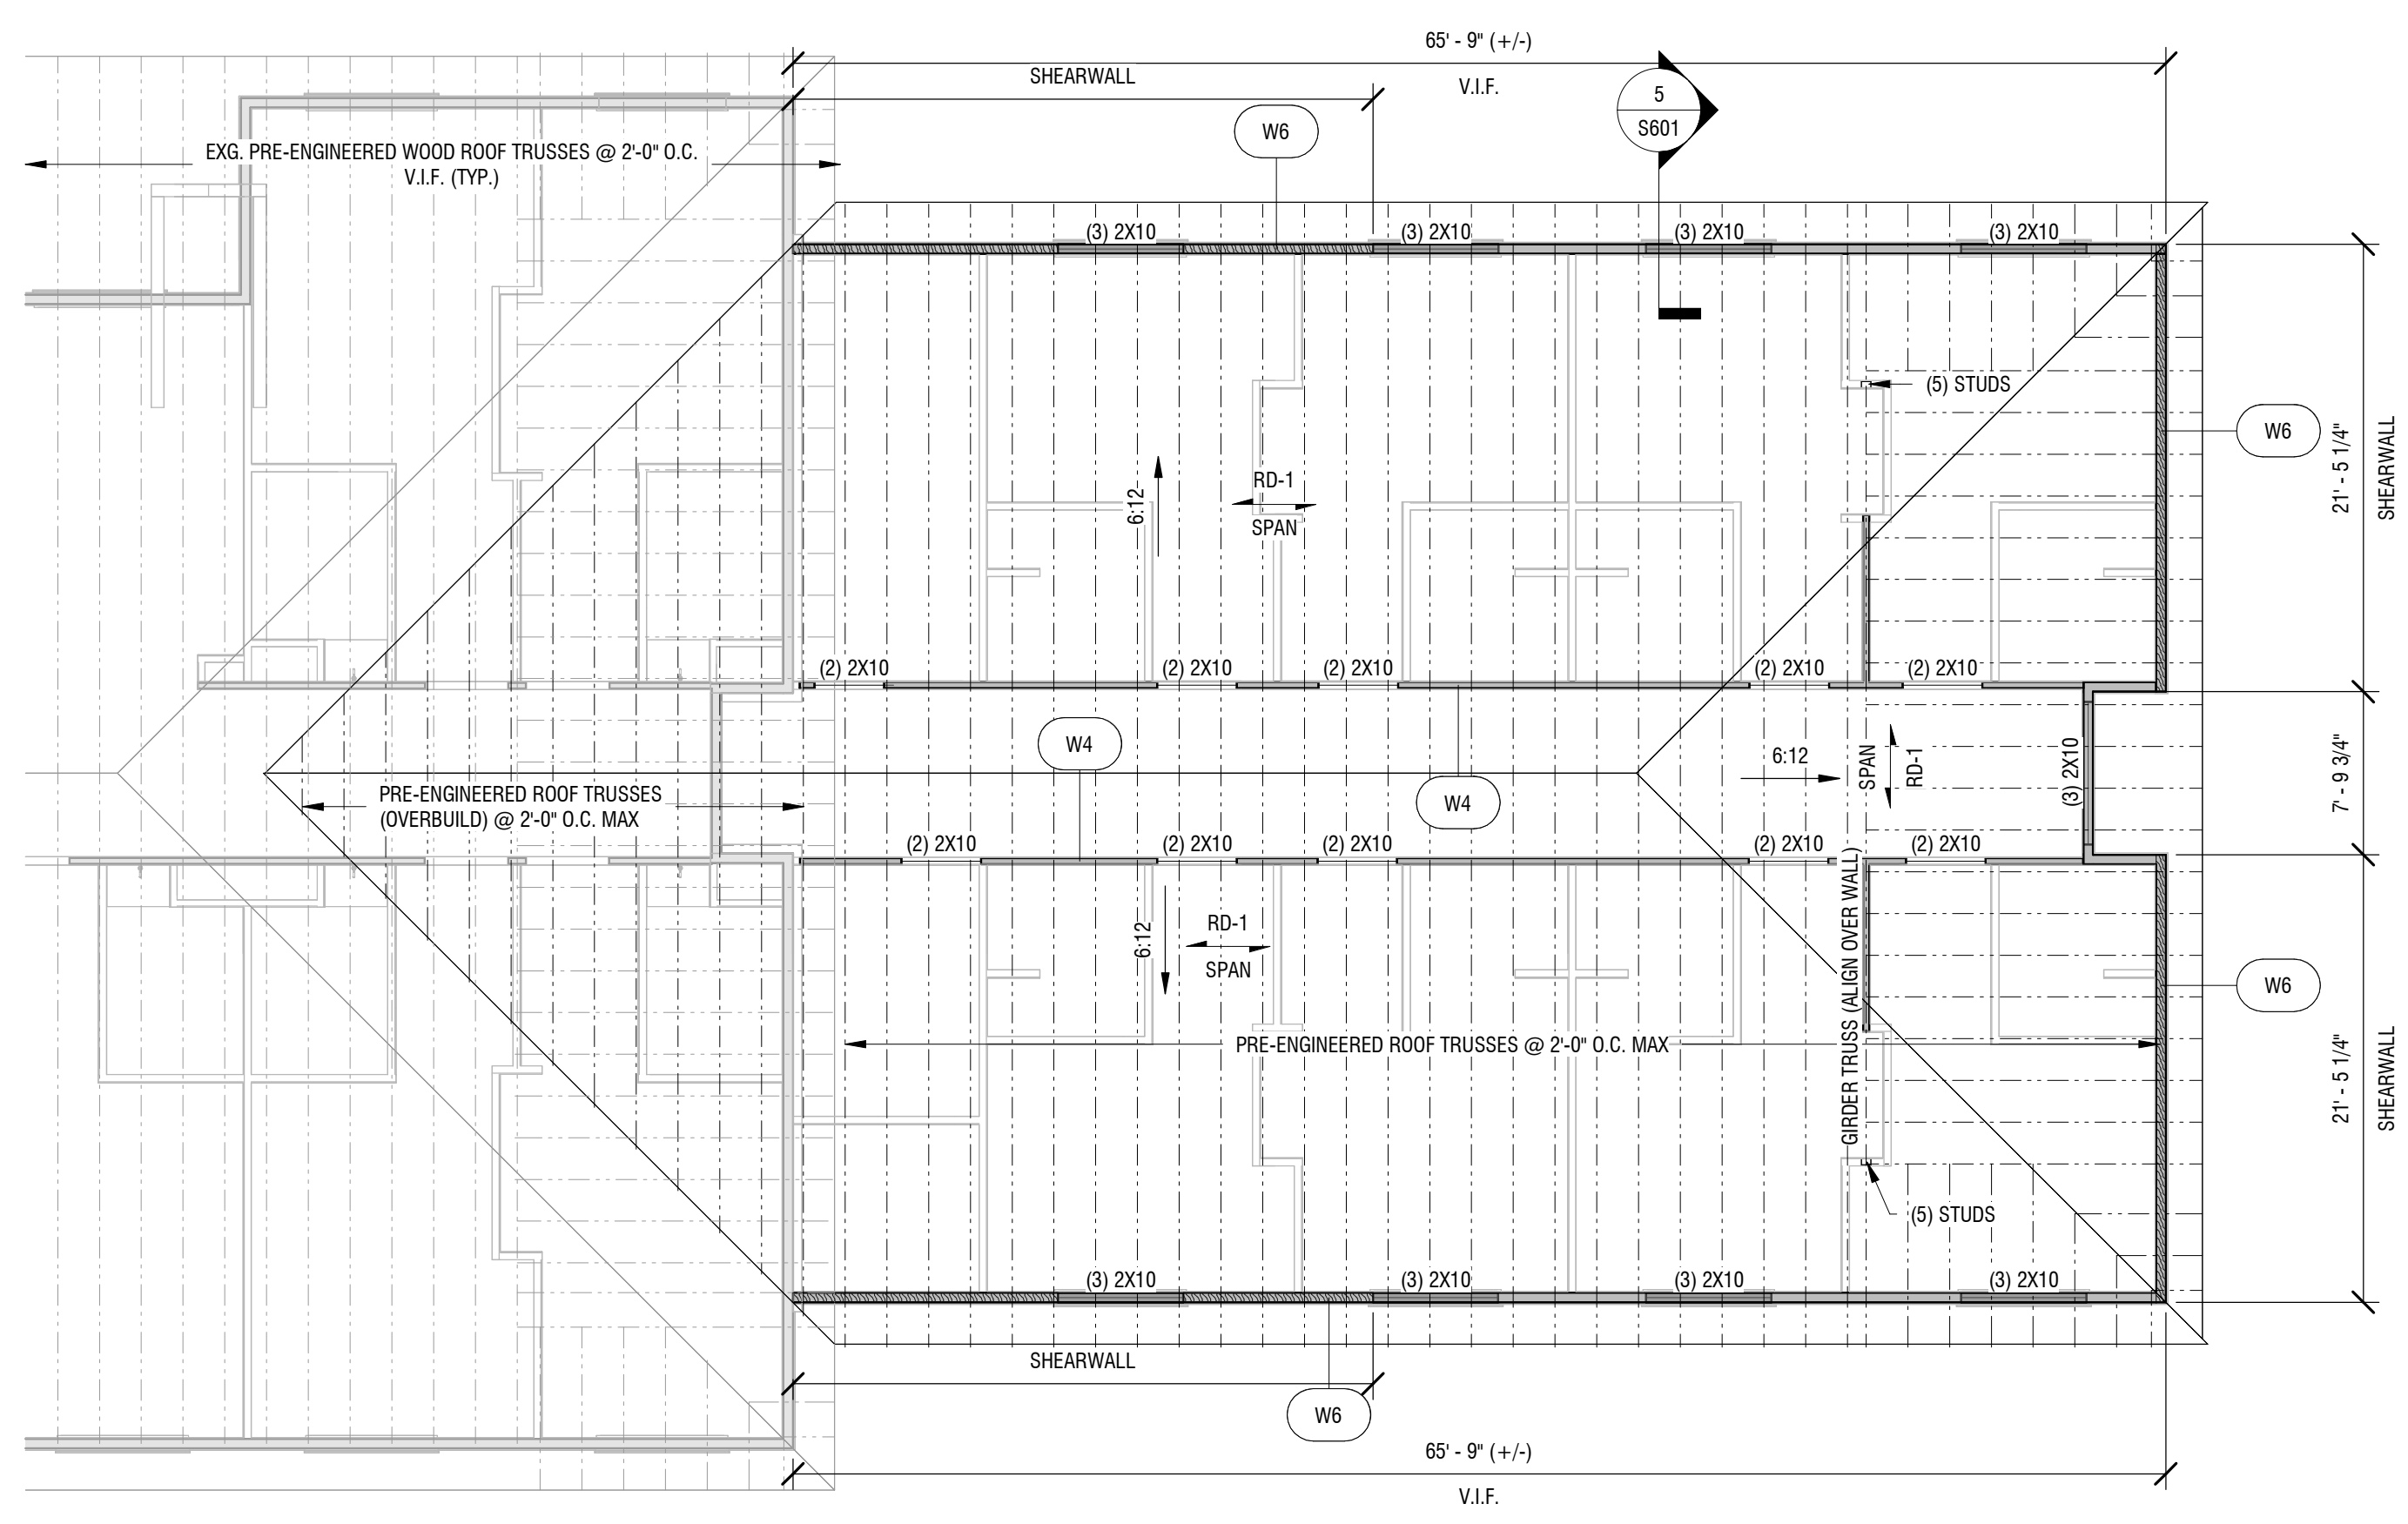 65' - 9" (+/-)
V.I.F.
SHEARWALL
5
S601
W6
EXG. PRE-ENGINEERED WOOD ROOF TRUSSES @ 2'-0" O.C.
V.I.F. (TYP.)
(3) 2X10
(3) 2X10
(3) 2X10
(3) 2X10
(5) STUDS
W6
21' - 5 1/4"
SHEARWALL
6:12
RD-1
SPAN
(2) 2X10
(2) 2X10
(2) 2X10
(2) 2X10
(2) 2X10
W4
W4
6:12
SPAN
RD-1
(3) 2X10
7' - 9 3/4"
PRE-ENGINEERED ROOF TRUSSES
(OVERBUILD) @ 2'-0" O.C. MAX
(2) 2X10
(2) 2X10
(2) 2X10
(2) 2X10
(2) 2X10
6:12
RD-1
SPAN
GIRDER TRUSS (ALIGN OVER WALL)
W6
PRE-ENGINEERED ROOF TRUSSES @ 2'-0" O.C. MAX
21' - 5 1/4"
SHEARWALL
(5) STUDS
(3) 2X10
(3) 2X10
(3) 2X10
(3) 2X10
SHEARWALL
W6
65' - 9" (+/-)
V.I.F.